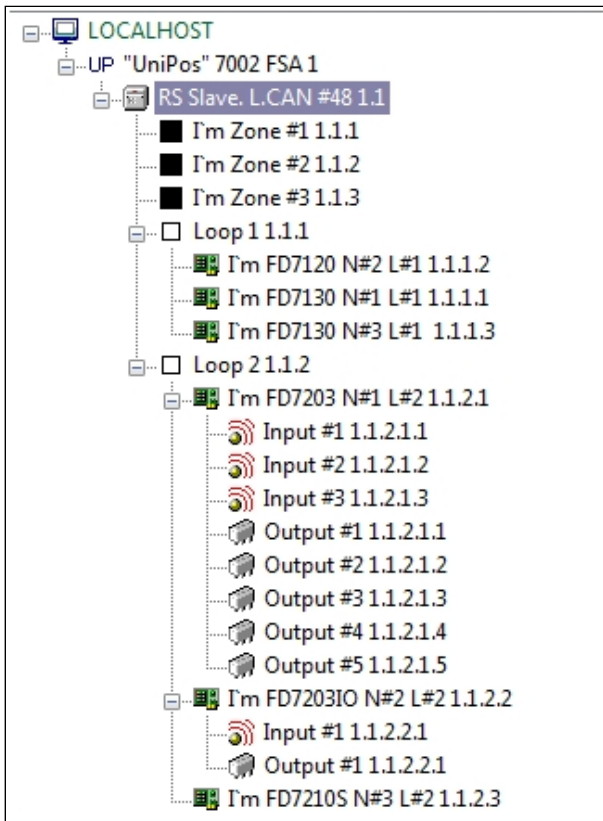 LOCALHOST
UP "UniPos" 7002 FSA 1
RS Slave. L.CAN #48 1.1
I`m Zone #1 1.1.1
I`m Zone #2 1.1.2
I`m Zone #3 1.1.3
Loop 1 1.1.1
I`m FD7120 N#2 L#1 1.1.1.2
I`m FD7130 N#1 L#1 1.1.1.1
I`m FD7130 N#3 L#1 1.1.1.3
Loop 2 1.1.2
I`m FD7203 N#1 L#2 1.1.2.1
Input #1 1.1.2.1.1
Input #2 1.1.2.1.2
Input #3 1.1.2.1.3
Output #1 1.1.2.1.1
Output #2 1.1.2.1.2
Output #3 1.1.2.1.3
Output #4 1.1.2.1.4
Output #5 1.1.2.1.5
I`m FD7203IO N#2 L#2 1.1.2.2
Input #1 1.1.2.2.1
Output #1 1.1.2.2.1
I`m FD7210S N#3 L#2 1.1.2.3